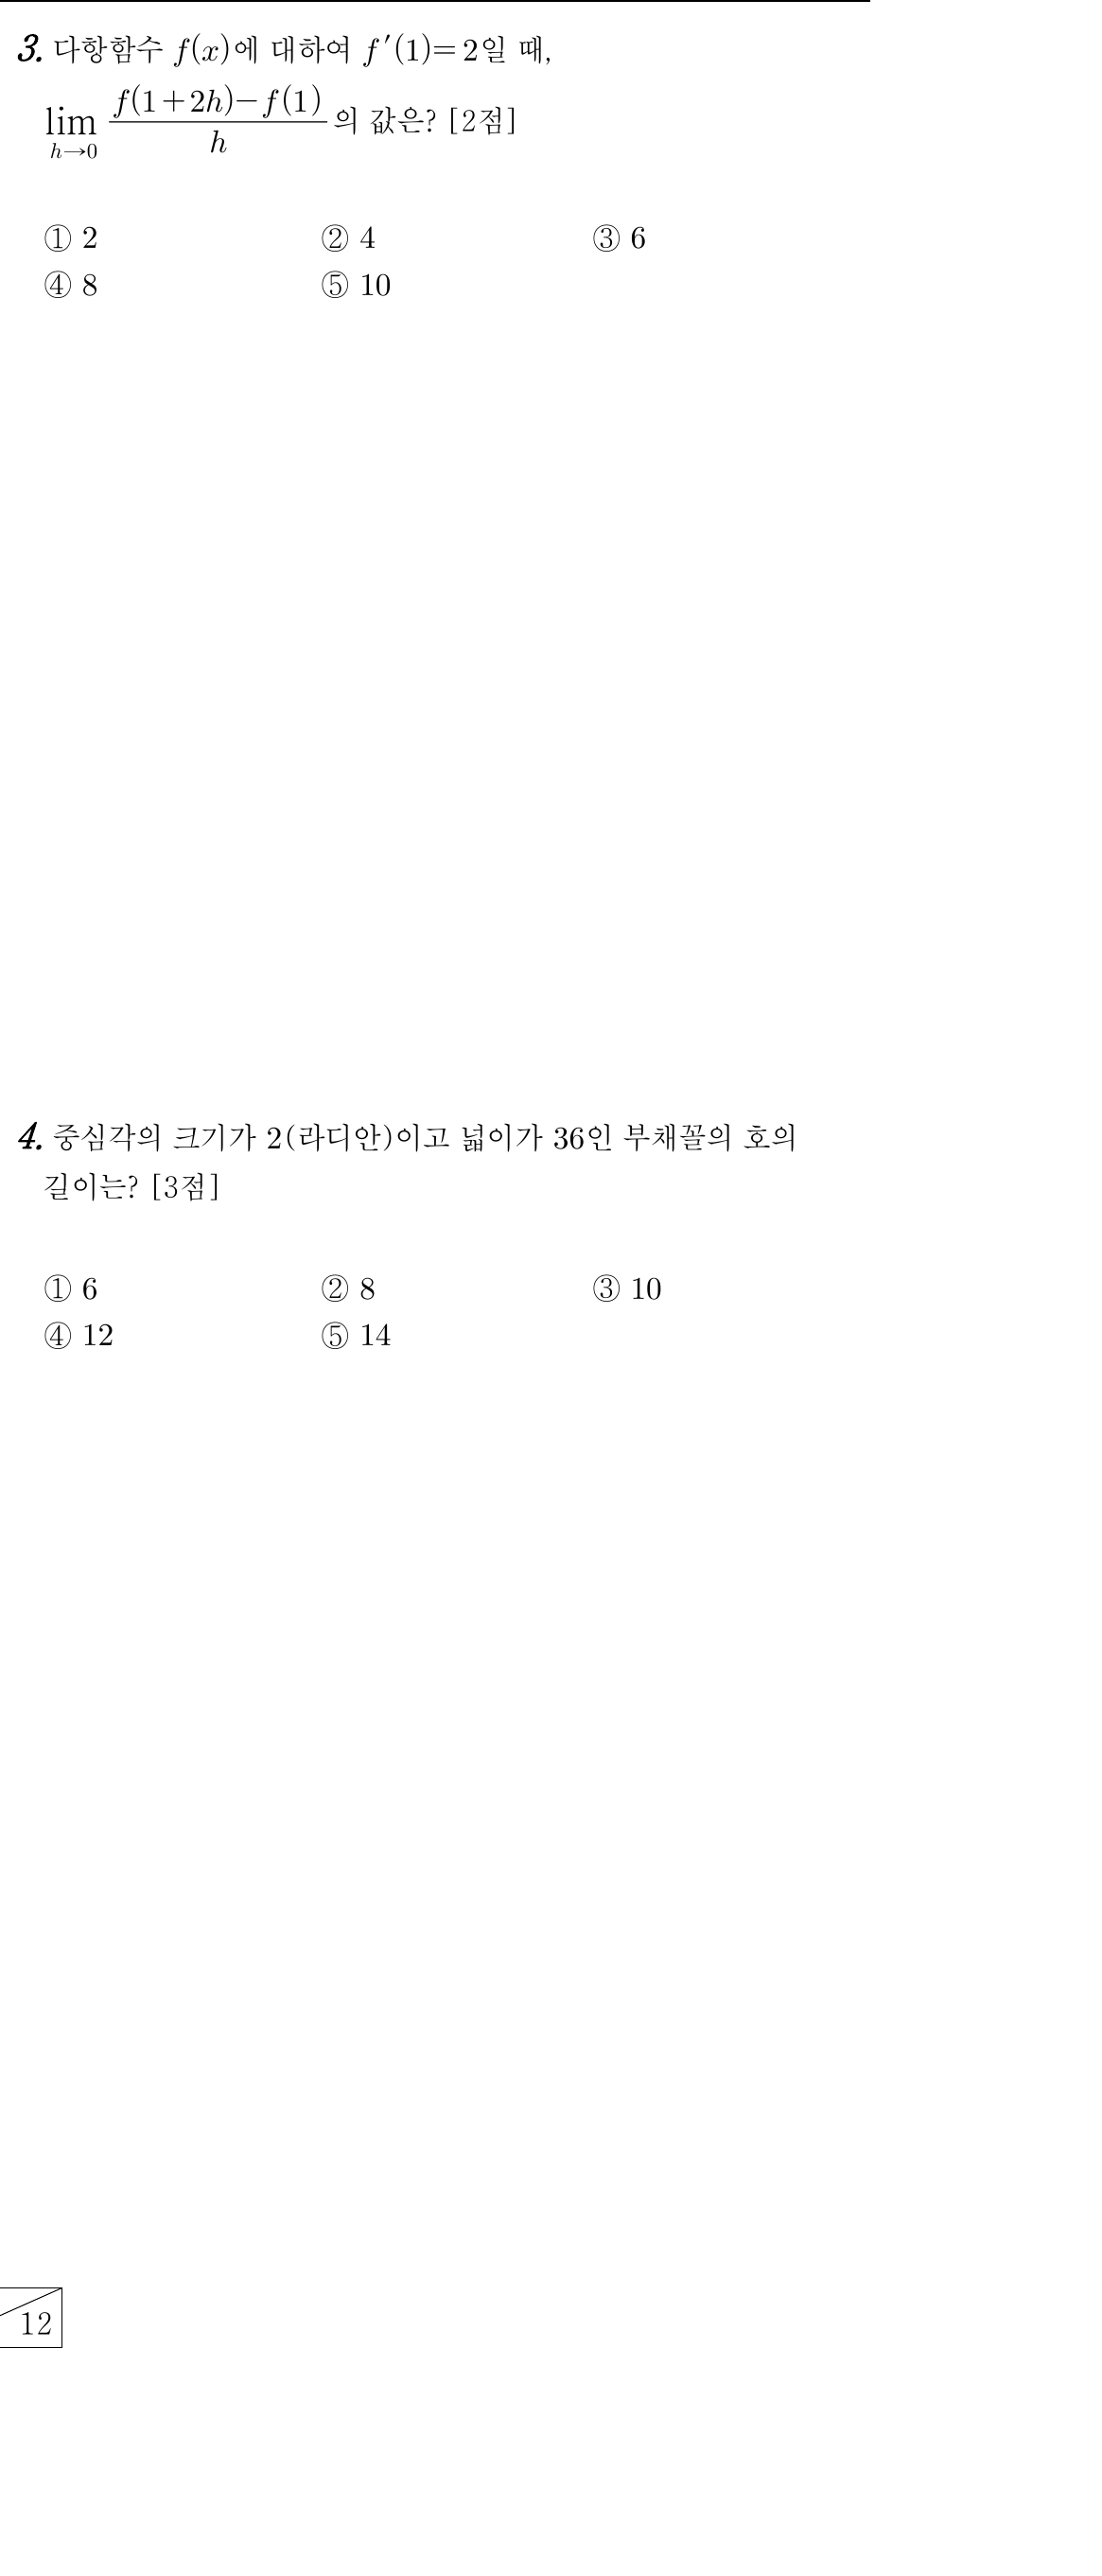 3. 다항함수 f(x)에 대하여 f′(1)=2일 때,
lim_{h→0} \frac{f(1+2h)-f(1)}{h}의 값은? [2점]
① 2 ② 4 ③ 6
④ 8 ⑤ 10
4. 중심각의 크기가 2(라디안)이고 넓이가 36인 부채꼴의 호의
길이는? [3점]
① 6 ② 8 ③ 10
④ 12 ⑤ 14
12